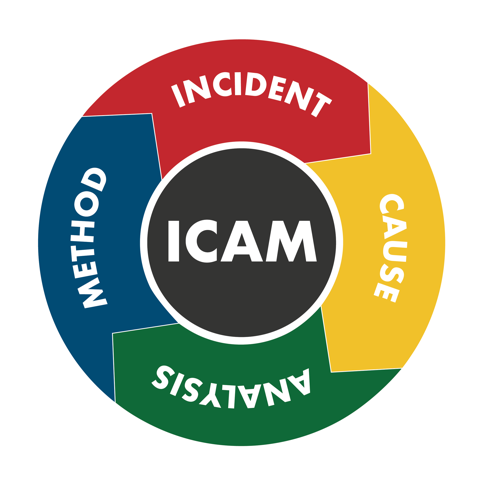 INCIDENT
CAUSE
ANALYSIS
METHOD
ICAM